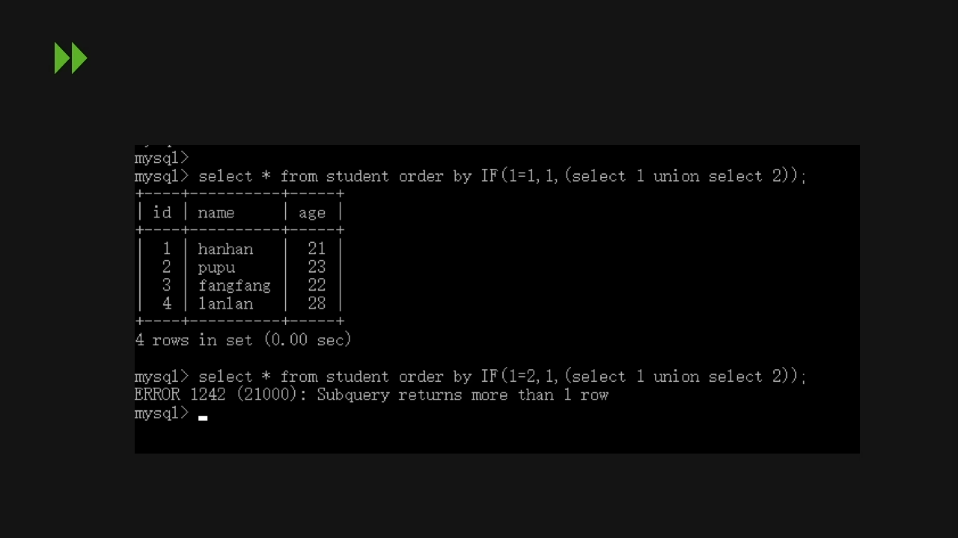 mysql>
mysql> select * from student order by IF(1=1,1,(select 1 union select 2));
+----+----------+-----+
| id | name     | age |
+----+----------+-----+
|  1 | hanhan   |  21 |
|  2 | pupu     |  23 |
|  3 | fangfang |  22 |
|  4 | lanlan   |  28 |
+----+----------+-----+
4 rows in set (0.00 sec)
mysql> select * from student order by IF(1=2,1,(select 1 union select 2));
ERROR 1242 (21000): Subquery returns more than 1 row
mysql>